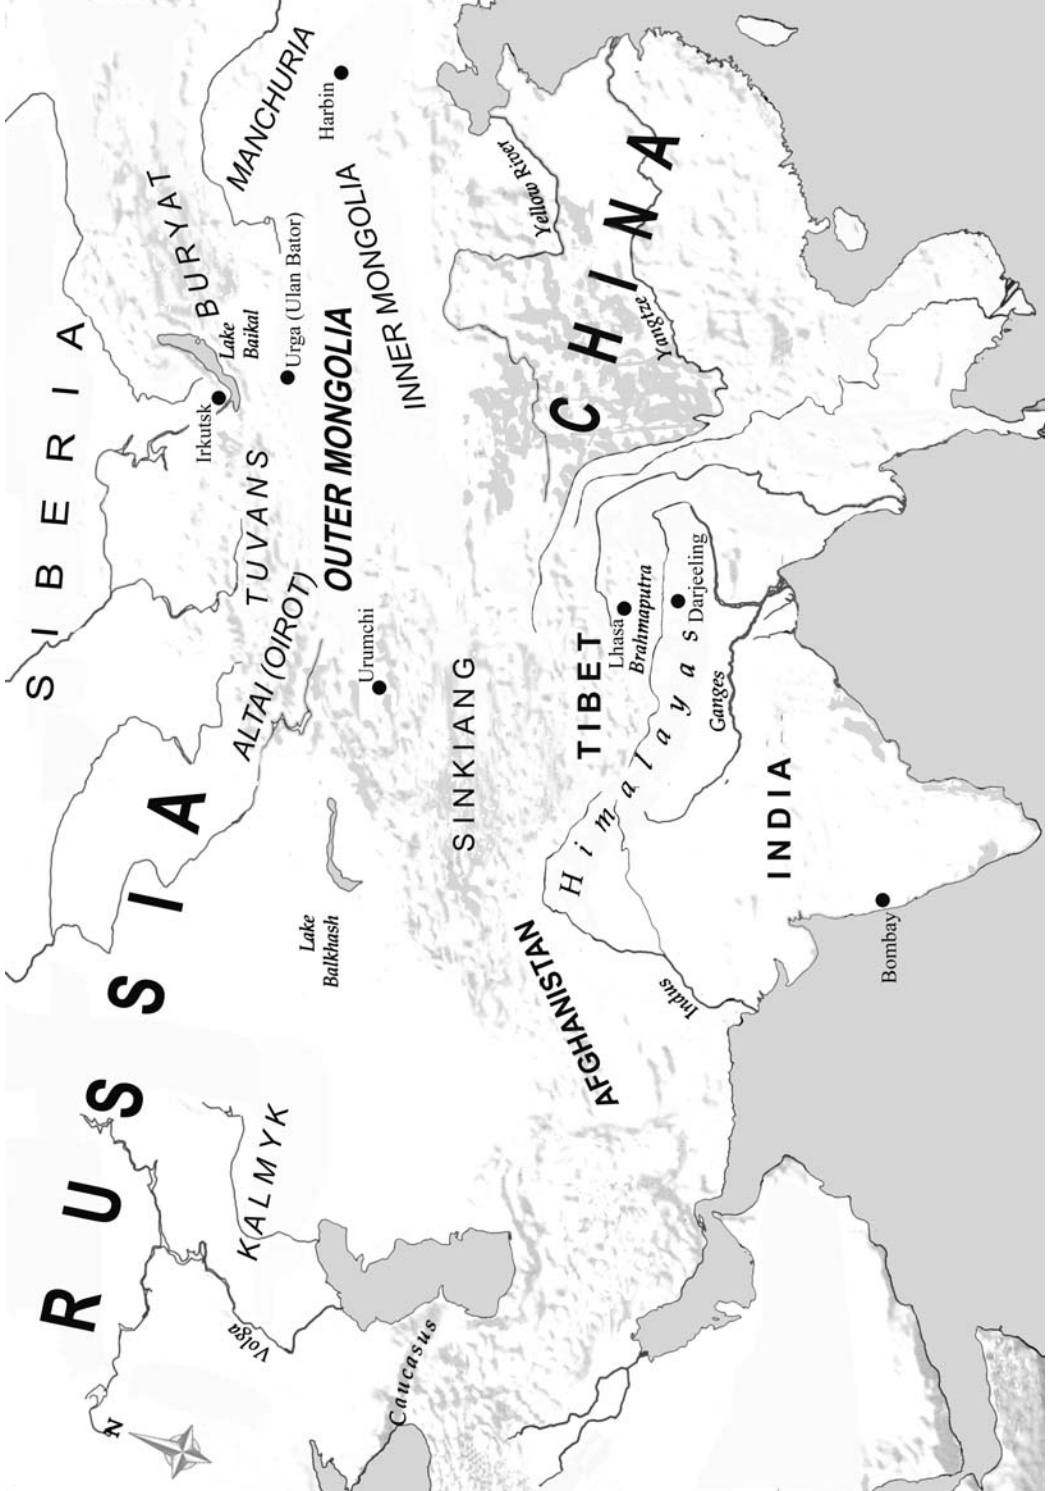 RUSSIA
SIBERIA
BURYAT
MANCHURIA
Harbin
Lake
Baikal
Irkutsk
Urga (Ulan Bator)
TUVANS
OUTER MONGOLIA
INNER MONGOLIA
ALTAI (OIROT)
Urumchi
SINKIANG
Lake
Balkhash
KALMYK
Volga
N
Caucasus
AFGHANISTAN
Indus
Himalayas
TIBET
Lhasa
Brahmaputra
Darjeeling
Ganges
INDIA
Bombay
CHINA
Yellow River
Yangtze